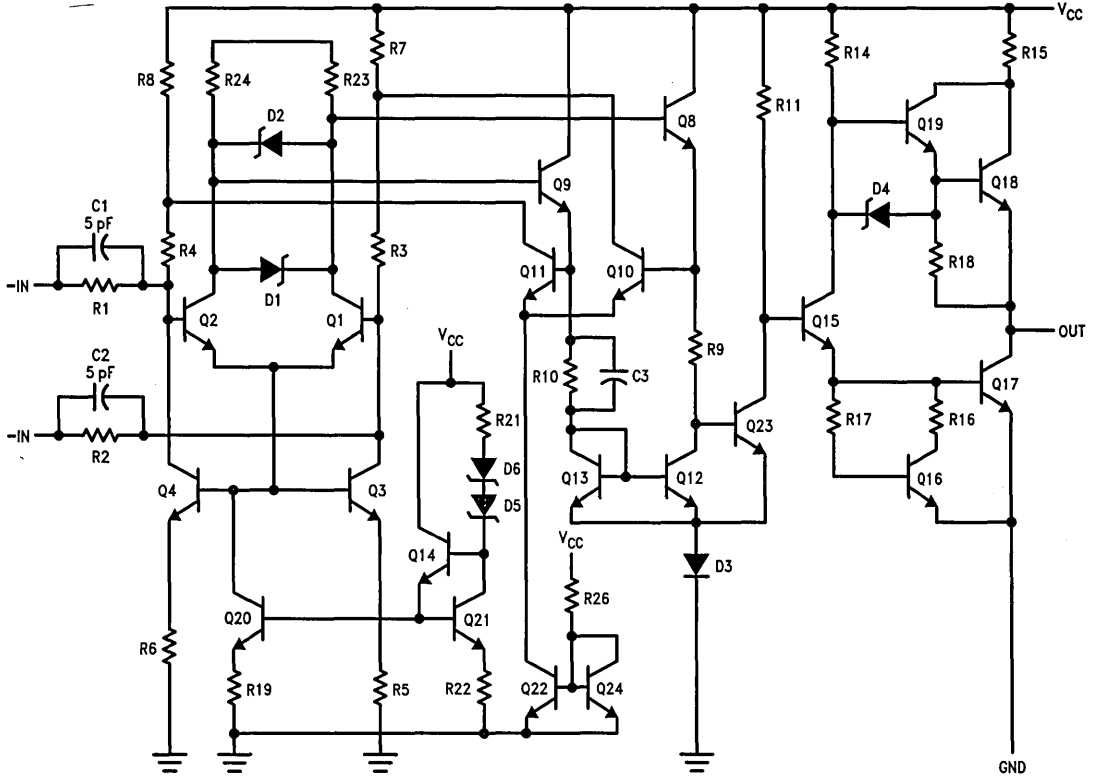 VCC
R8
R24
R23
R7
D2
Q8
R11
R14
R15
Q19
Q9
Q18
D4
C1
5 pF
R4
R3
-IN
R1
D1
Q11
Q10
R18
Q2
Q1
Q15
OUT
VCC
R9
C2
5 pF
R10
C3
Q17
R21
-IN
R2
Q23
R17
R16
D6
Q4
Q3
D5
Q13
Q12
Q16
VCC
Q14
D3
R26
Q20
Q21
R6
R19
R5
R22
Q22
Q24
GND